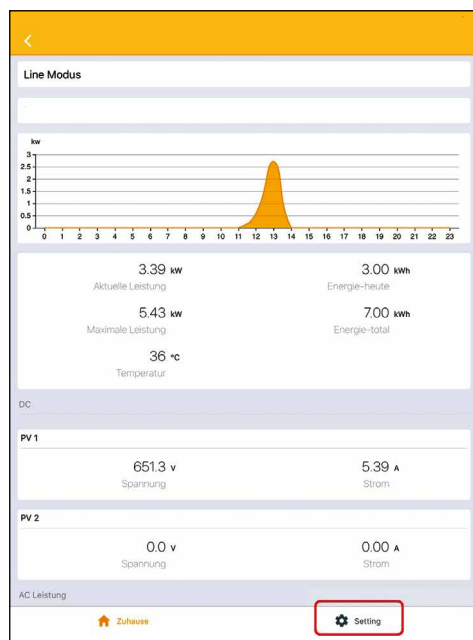 Line Modus
kw
3
2.5
2
1.5
1
0.5
0
0 1 2 3 4 5 6 7 8 9 10 11 12 13 14 15 16 17 18 19 20 21 22 23
3.39 kW 3.00 kWh
Aktuelle Leistung Energie-heute
5.43 kW 7.00 kWh
Maximale Leistung Energie-total
36 °C
Temperatur
DC
PV 1
651.3 V 5.39 A
Spannung Strom
PV 2
0.0 V 0.00 A
Spannung Strom
AC Leistung
Zuhause Setting